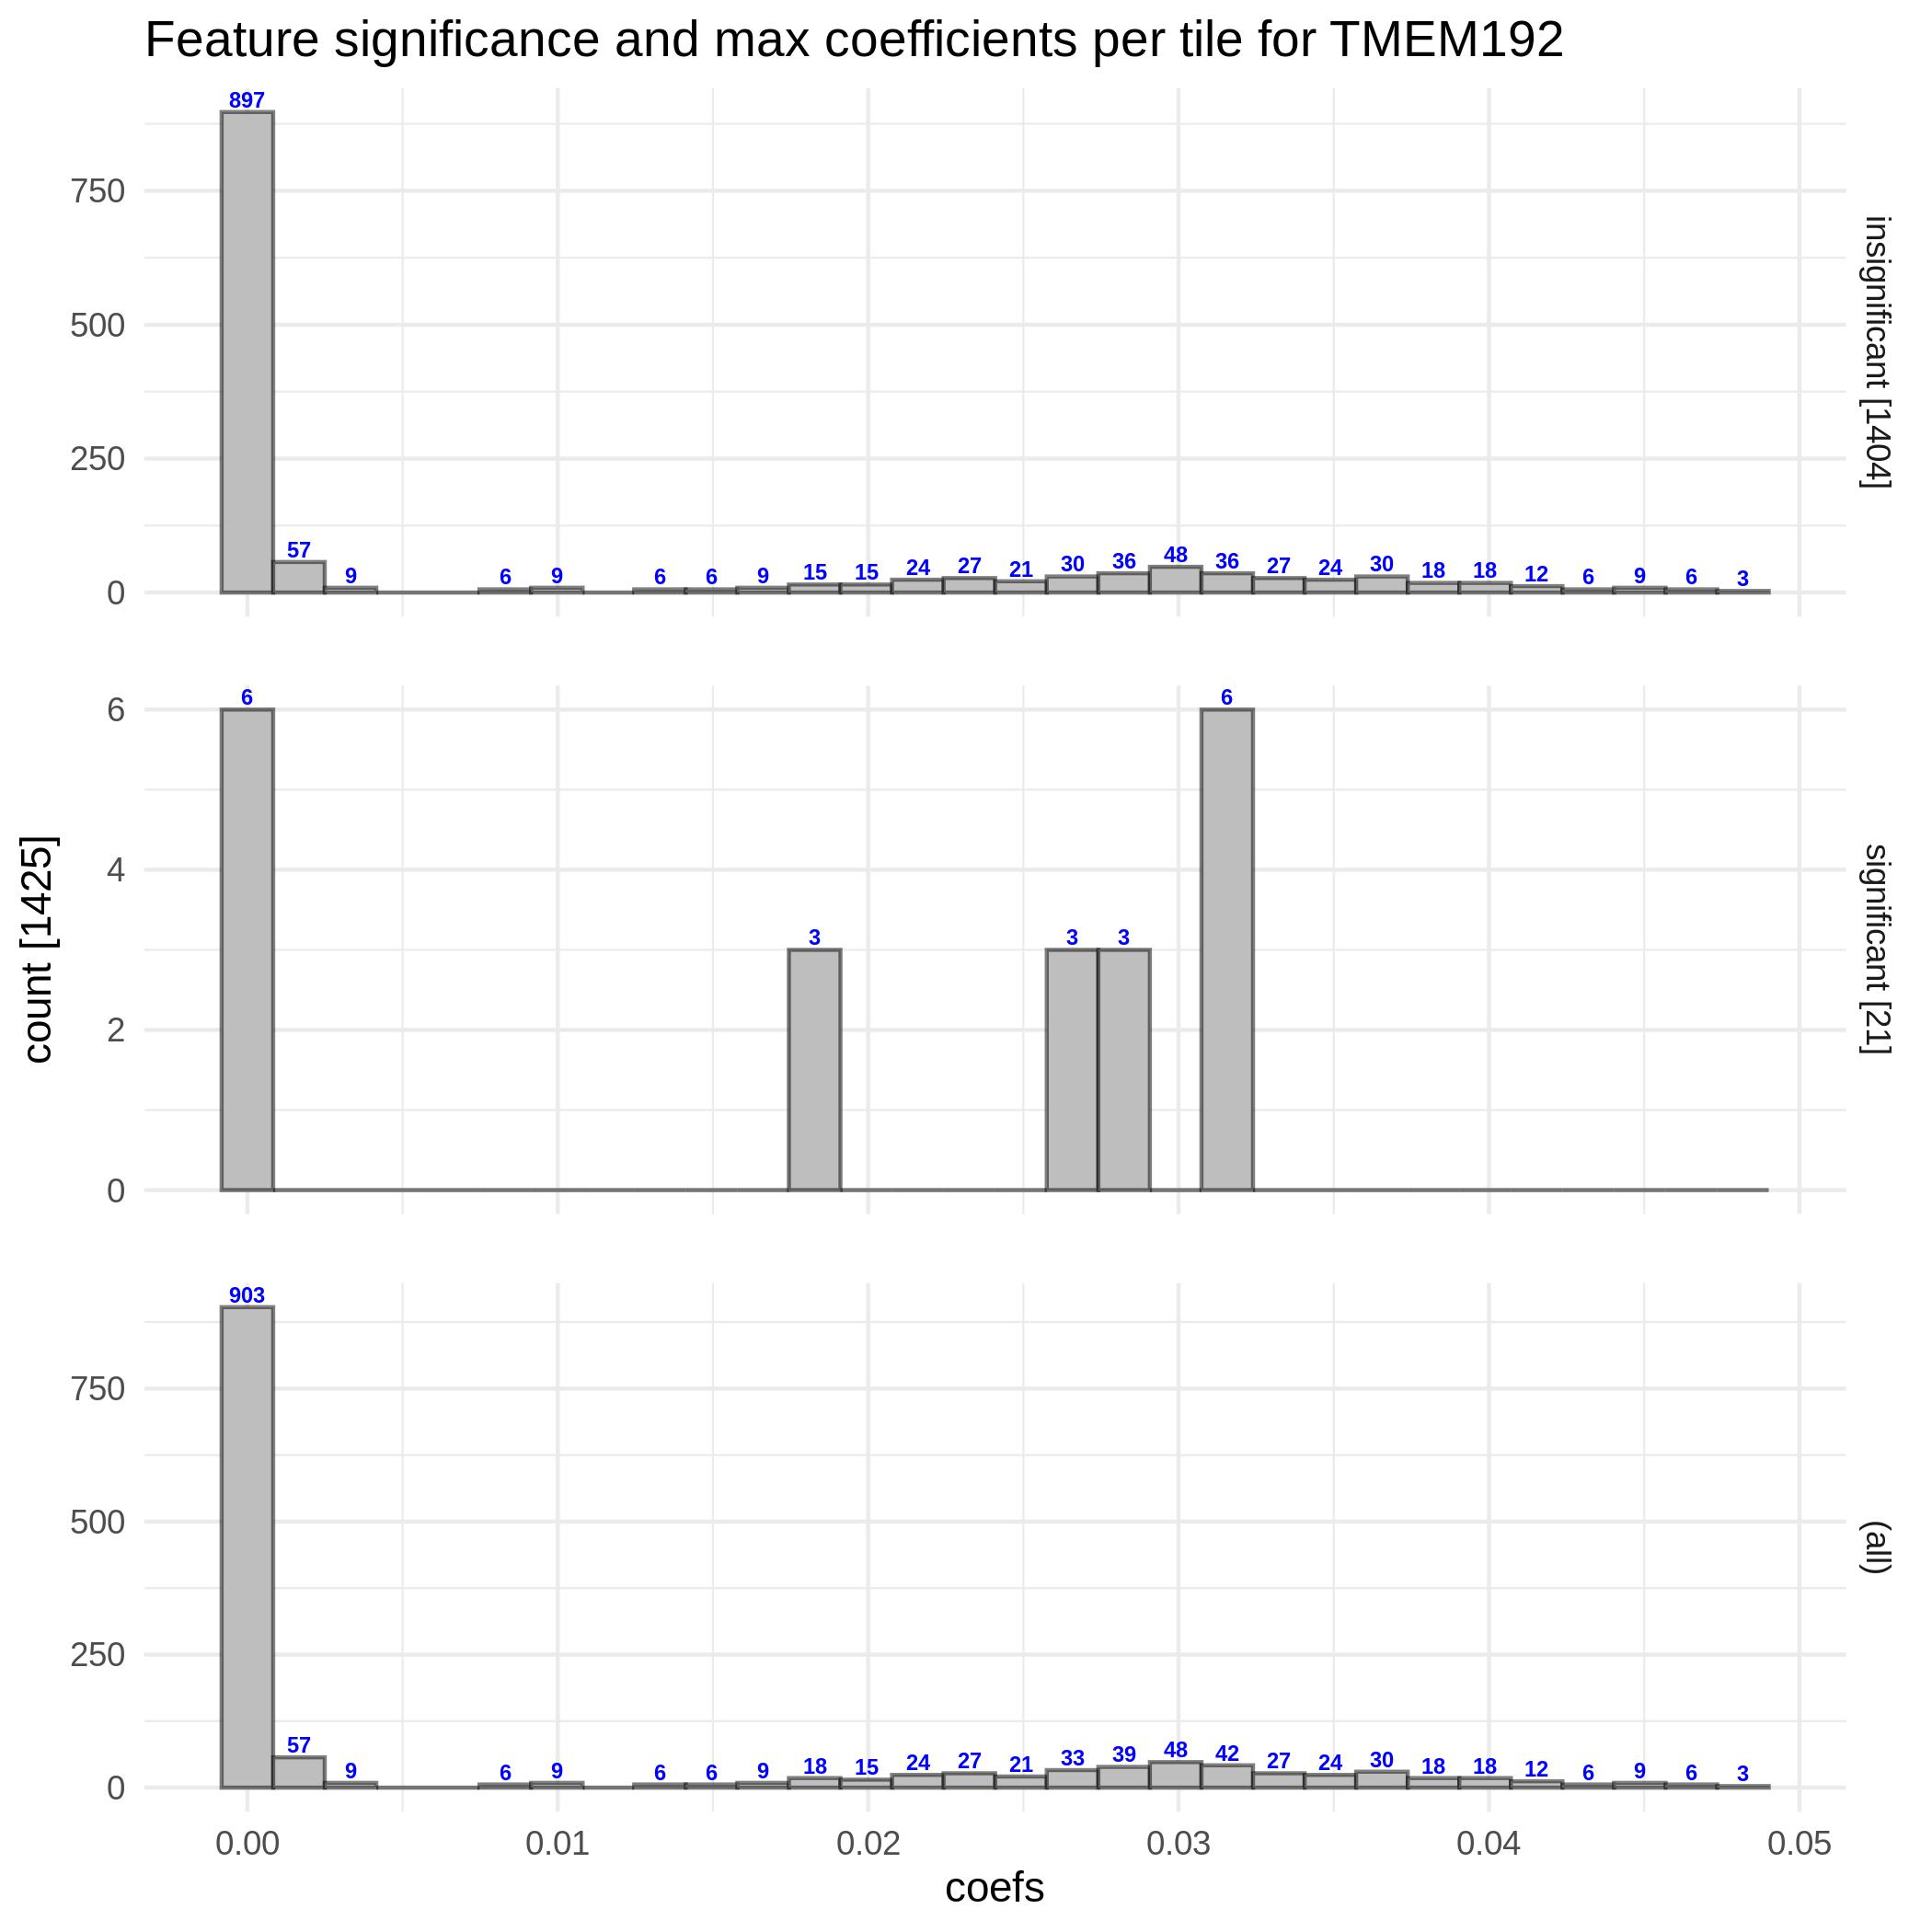 Feature significance and max coefficients per tile for TMEM192
897
750
500
250
0
57 9 6 9 6 6 9 15 15 24 27 21 30 36 48 36 27 24 30 18 18 12 6 9 6 3
insignificant [1404]
count [1425]
6
4
2
0
6 3 3 3 6
significant [21]
903
750
500
250
0
57 9 6 9 6 6 9 18 15 24 27 21 33 39 48 42 27 24 30 18 18 12 6 9 6 3
(all)
0.00 0.01 0.02 0.03 0.04 0.05
coefs